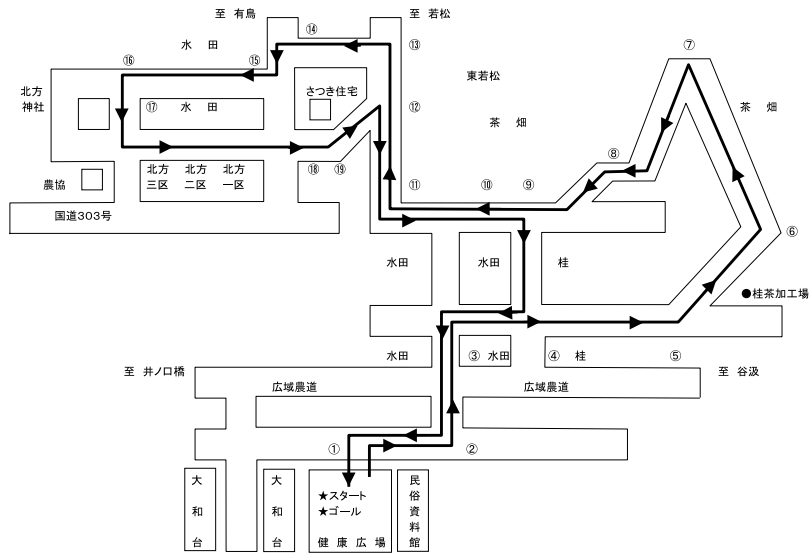 至 有鳥
至 若松
⑭
水 田
⑬
⑯
⑮
⑦
東若松
北方
神社
さつき住宅
⑰
水 田
⑫
茶 畑
茶 畑
⑧
北方
三区
北方
二区
北方
一区
⑱
⑲
農協
⑪
⑩
⑨
国道303号
⑥
水田
水田
桂
●桂茶加工場
水田
③
水田
④
桂
⑤
至 井ノ口橋
至 谷汲
広域農道
広域農道
①
②
大和台
大和台
★スタート
★ゴール
健康広場
民俗資料館